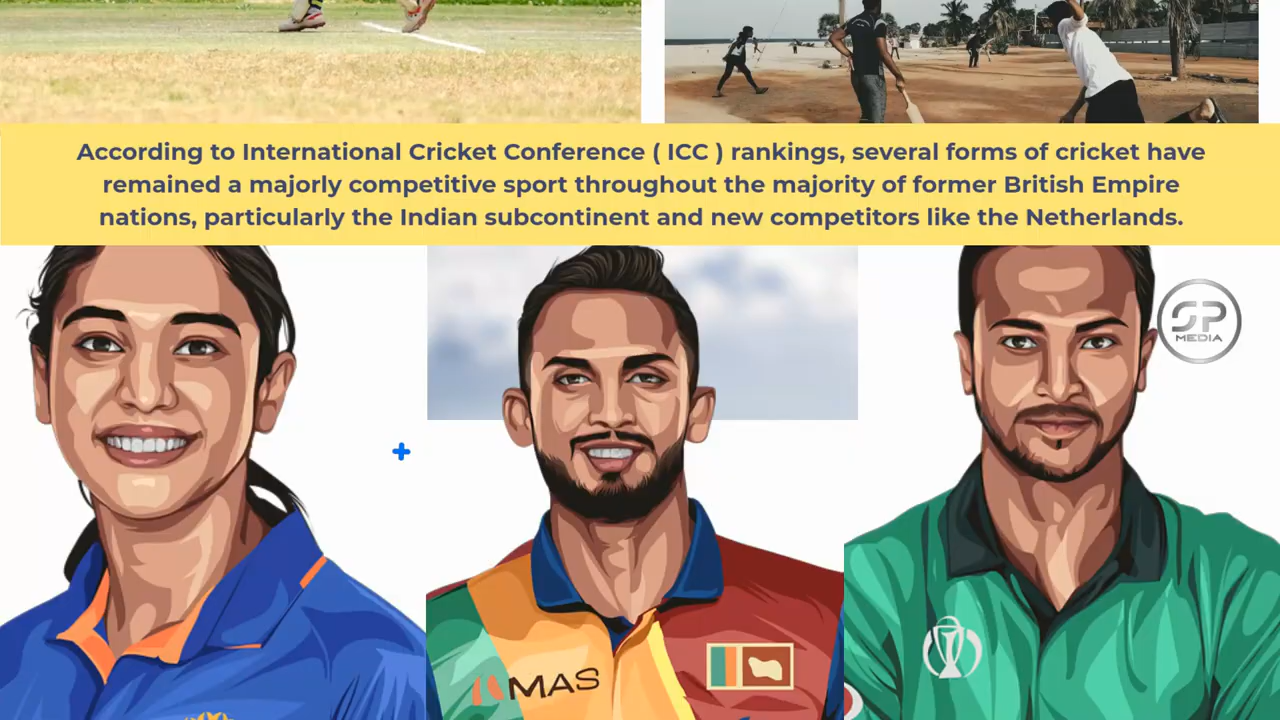 According to International Cricket Conference ( ICC ) rankings, several forms of cricket have
remained a majorly competitive sport throughout the majority of former British Empire
nations, particularly the Indian subcontinent and new competitors like the Netherlands.
SP
MEDIA
MAS